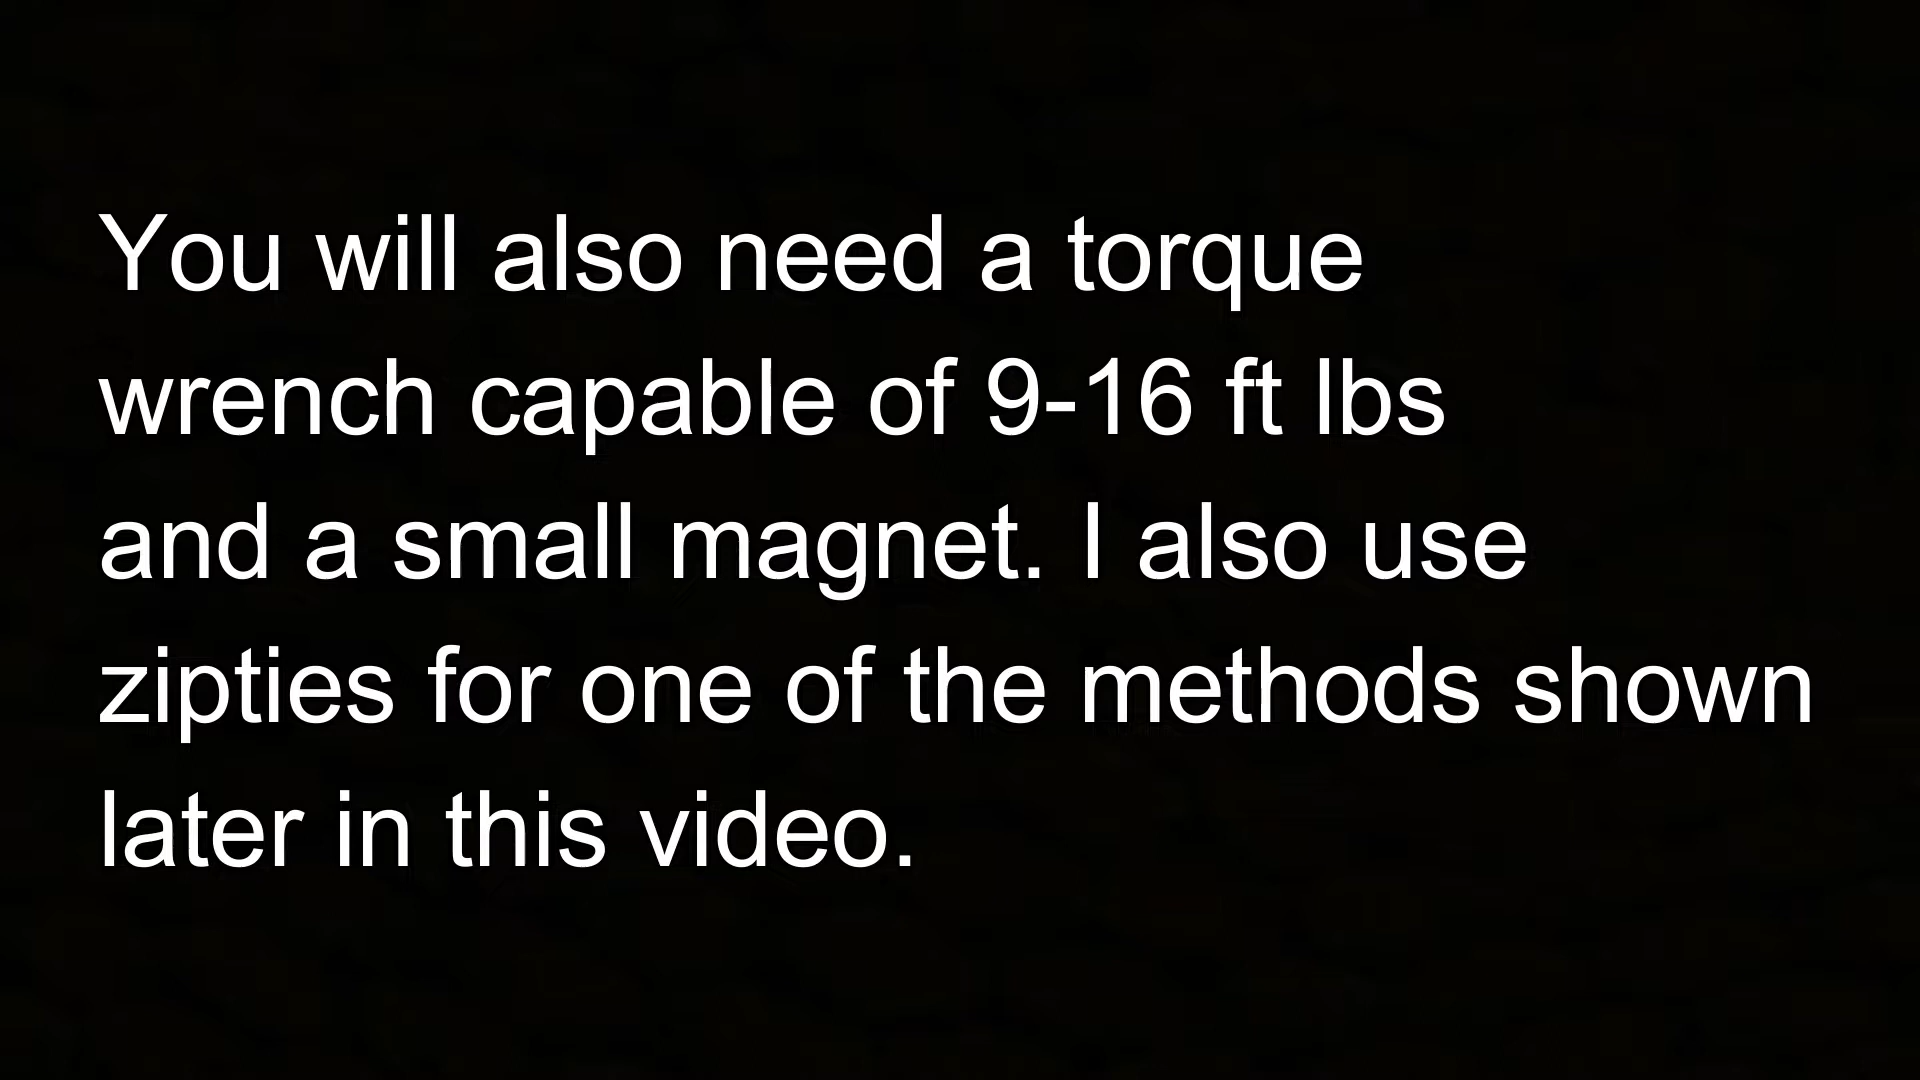 You will also need a torque
wrench capable of 9-16 ft lbs
and a small magnet. I also use
zipties for one of the methods shown
later in this video.